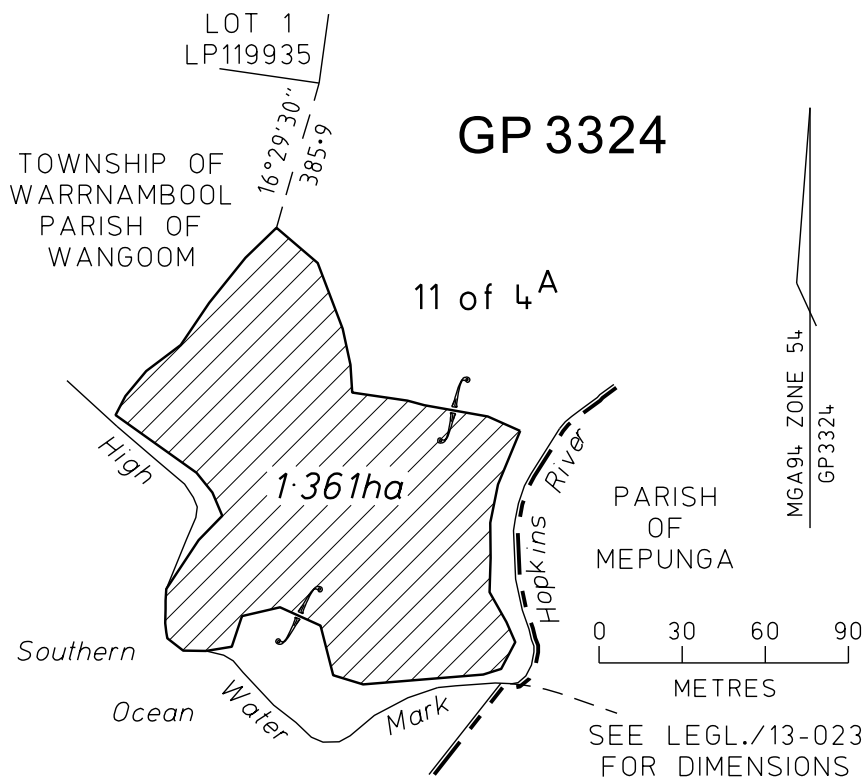 LOT 1
LP119935
16°29'30"
385·9
GP 3324
TOWNSHIP OF
WARRNAMBOOL
PARISH OF
WANGOOM
11 of 4A
MGA94 ZONE 54
GP3324
High
1·361ha
Hopkins River
PARISH
OF
MEPUNGA
0 30 60 90
METRES
Southern
Ocean
Water
Mark
SEE LEGL./13-023
FOR DIMENSIONS